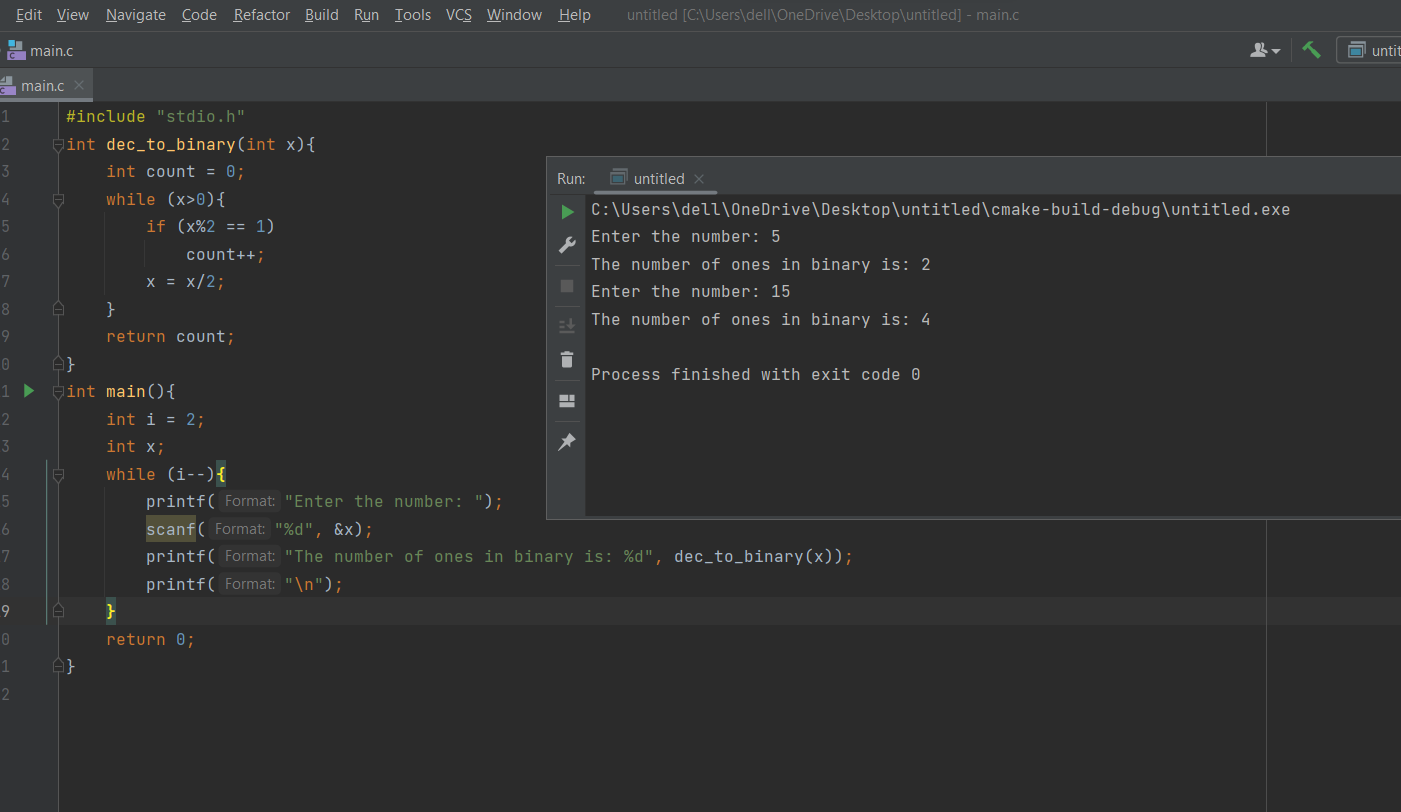 Edit View Navigate Code Refactor Build Run Tools VCS Window Help untitled [C:\Users\dell\OneDrive\Desktop\untitled] - main.c
main.c
untit
main.c
1 #include "stdio.h"
2 int dec_to_binary(int x){
3 int count = 0;
4 while (x>0){
5 if (x%2 == 1)
6 count++;
7 x = x/2;
8 }
9 return count;
0 }
1 int main(){
2 int i = 2;
3 int x;
4 while (i--){
5 printf( Format: "Enter the number: ");
6 scanf( Format: "%d", &x);
7 printf( Format: "The number of ones in binary is: %d", dec_to_binary(x));
8 printf( Format: "\n");
9 }
0 return 0;
1 }
2
Run: untitled
C:\Users\dell\OneDrive\Desktop\untitled\cmake-build-debug\untitled.exe
Enter the number: 5
The number of ones in binary is: 2
Enter the number: 15
The number of ones in binary is: 4
Process finished with exit code 0